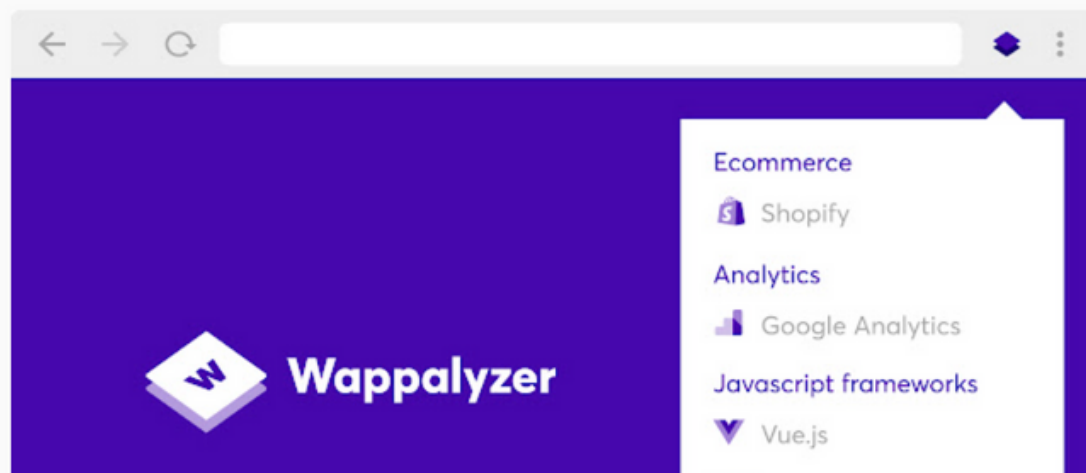 W
Wappalyzer
Ecommerce
S Shopify
Analytics
Google Analytics
Javascript frameworks
Vue.js